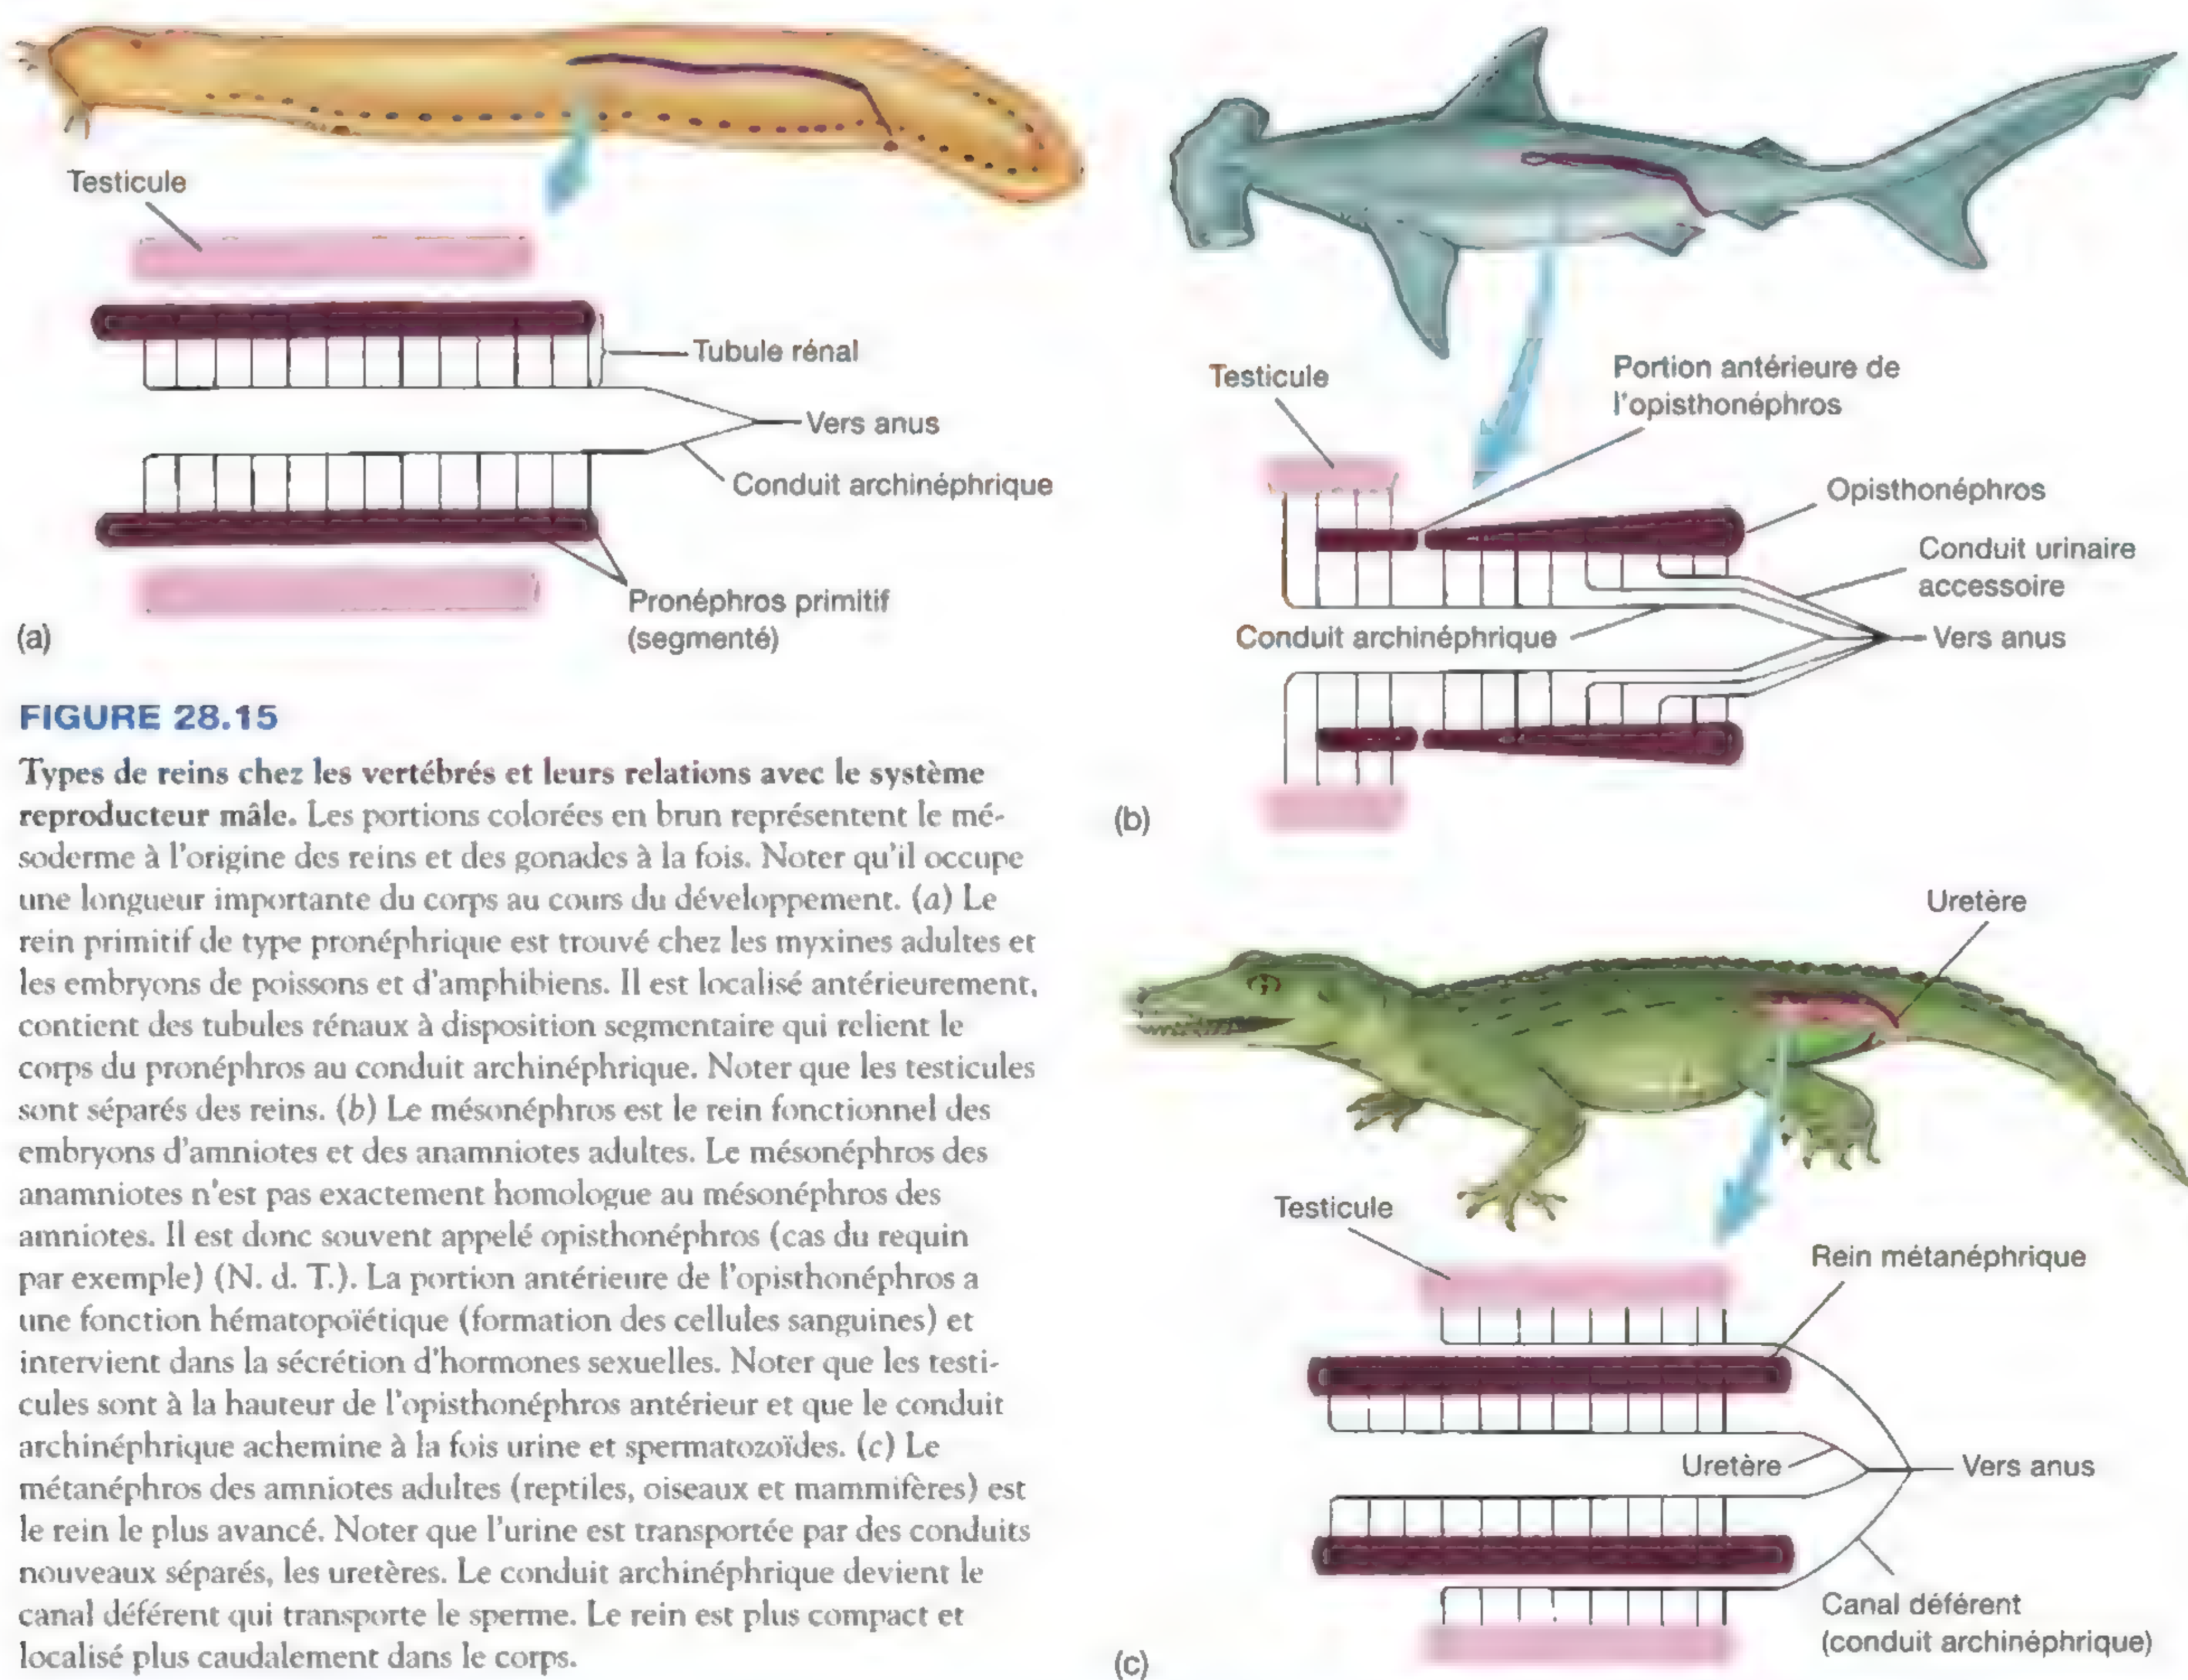 Testicule
Tubule rénal
Vers anus
Conduit archinéphrique
Pronéphros primitif
(segmenté)
(a)
Testicule
Portion antérieure de
l'opisthonéphros
Opisthonéphros
Conduit urinaire
accessoire
Conduit archinéphrique
Vers anus
(b)
FIGURE 28.15
Types de reins chez les vertébrés et leurs relations avec le système
reproducteur mâle. Les portions colorées en brun représentent le mé-
soderme à l'origine des reins et des gonades à la fois. Noter qu'il occupe
une longueur importante du corps au cours du développement. (a) Le
rein primitif de type pronéphrique est trouvé chez les myxines adultes et
les embryons de poissons et d'amphibiens. Il est localisé antérieurement,
contient des tubules rénaux à disposition segmentaire qui relient le
corps du pronéphros au conduit archinéphrique. Noter que les testicules
sont séparés des reins. (b) Le mésonéphros est le rein fonctionnel des
embryons d'amniotes et des anamniotes adultes. Le mésonéphros des
anamniotes n'est pas exactement homologue au mésonéphros des
amniotes. Il est donc souvent appelé opisthonéphros (cas du requin
par exemple) (N. d. T.). La portion antérieure de l'opisthonéphros a
une fonction hématopoïétique (formation des cellules sanguines) et
intervient dans la sécrétion d'hormones sexuelles. Noter que les testi-
cules sont à la hauteur de l'opisthonéphros antérieur et que le conduit
archinéphrique achemine à la fois urine et spermatozoïdes. (c) Le
métanéphros des amniotes adultes (reptiles, oiseaux et mammifères) est
le rein le plus avancé. Noter que l'urine est transportée par des conduits
nouveaux séparés, les uretères. Le conduit archinéphrique devient le
canal déférent qui transporte le sperme. Le rein est plus compact et
localisé plus caudalement dans le corps.
Uretère
Testicule
Rein métanéphrique
Uretère
Vers anus
Canal déférent
(conduit archinéphrique)
(c)